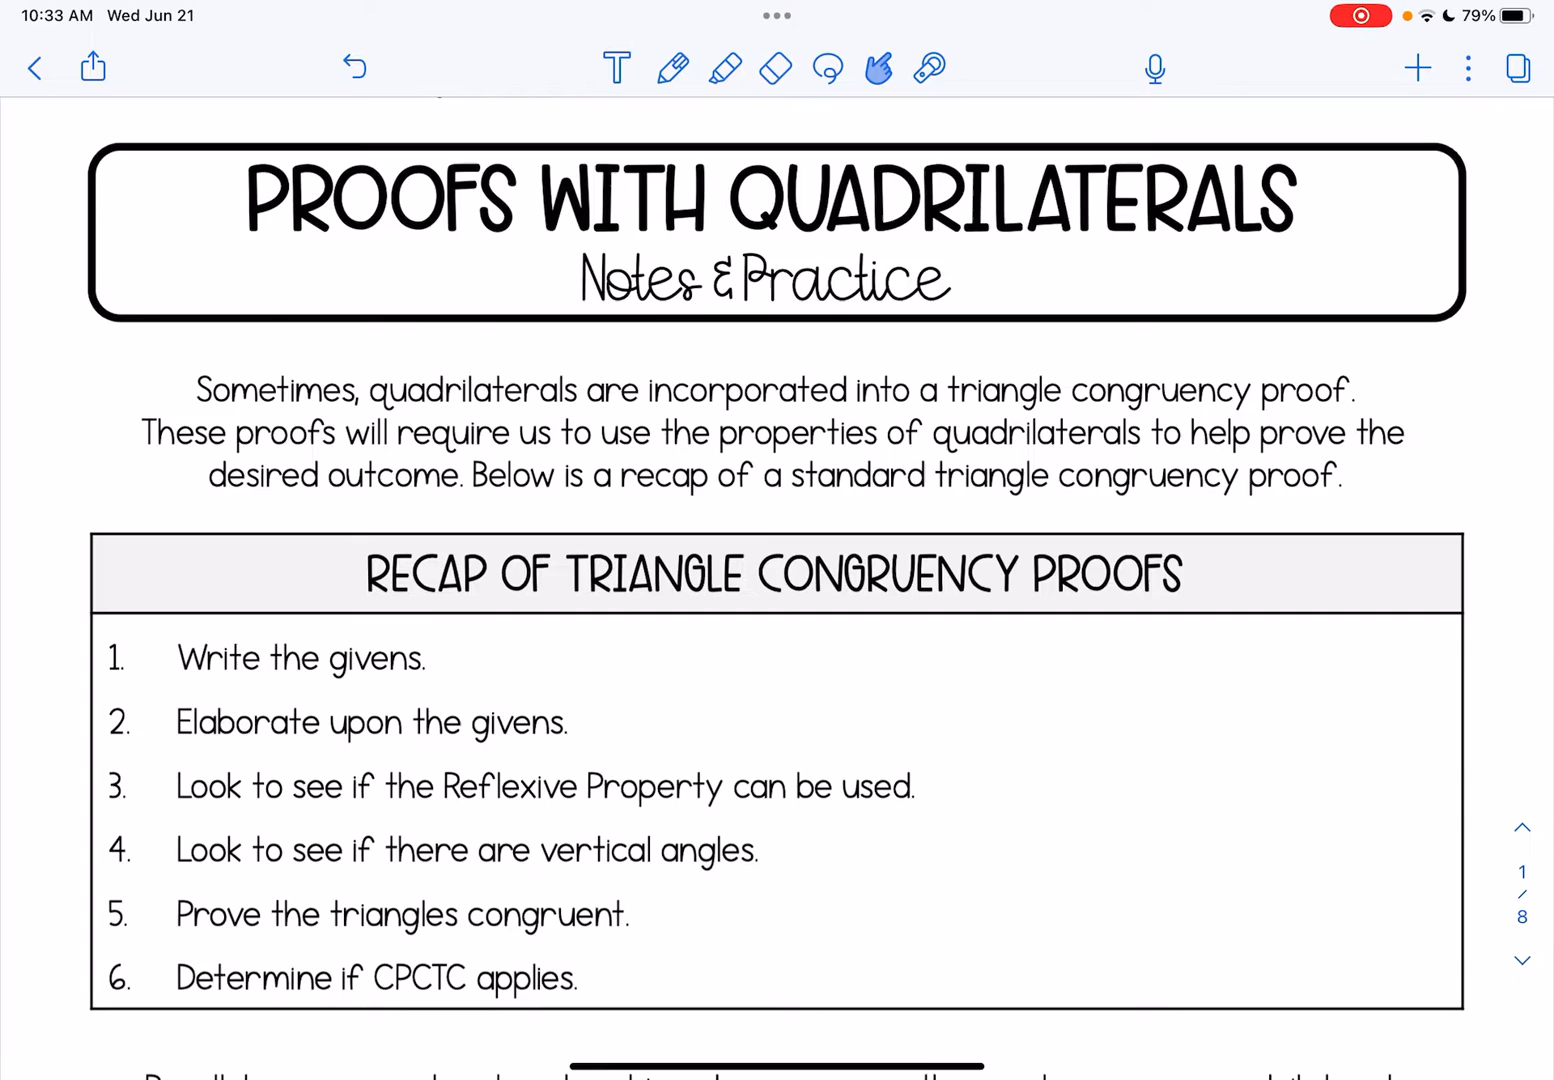 10:33 AM Wed Jun 21
79%
PROOFS WITH QUADRILATERALS
Notes & Practice
Sometimes, quadrilaterals are incorporated into a triangle congruency proof.
These proofs will require us to use the properties of quadrilaterals to help prove the
desired outcome. Below is a recap of a standard triangle congruency proof.
RECAP OF TRIANGLE CONGRUENCY PROOFS
1. Write the givens.
2. Elaborate upon the givens.
3. Look to see if the Reflexive Property can be used.
4. Look to see if there are vertical angles.
5. Prove the triangles congruent.
6. Determine if CPCTC applies.
1
/
8